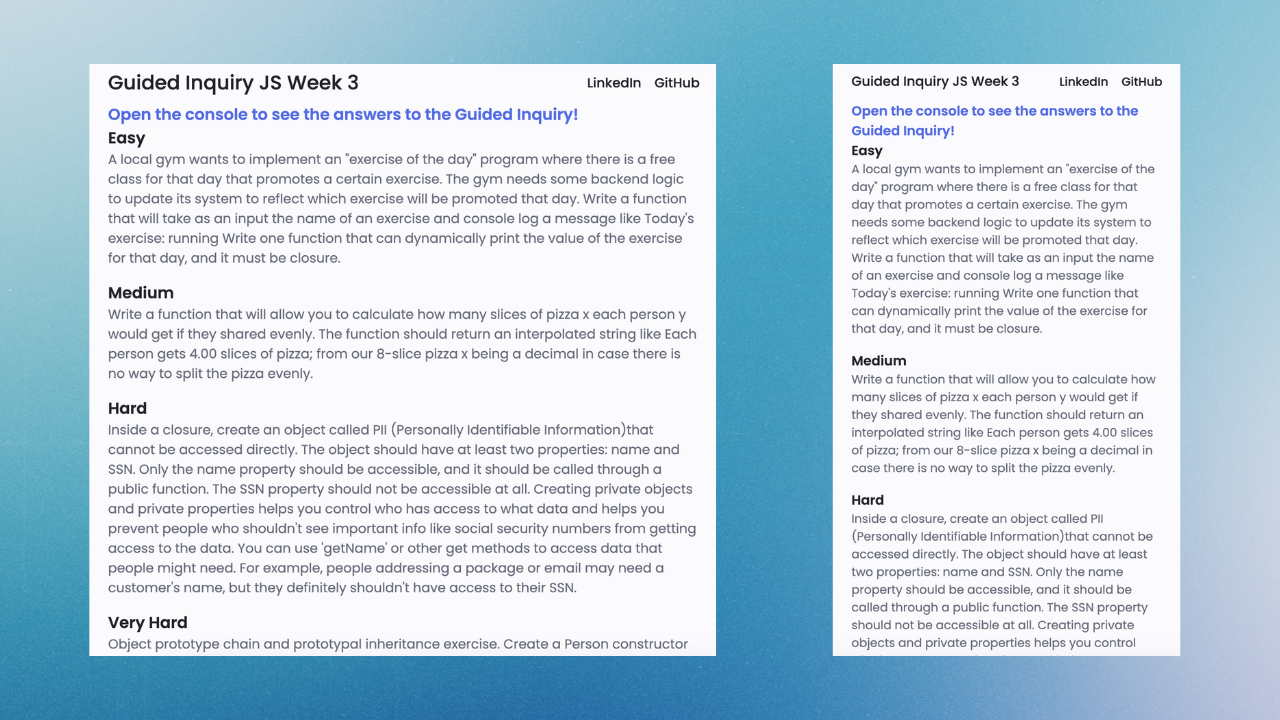 Guided Inquiry JS Week 3
LinkedIn GitHub
Open the console to see the answers to the Guided Inquiry!
Easy
A local gym wants to implement an "exercise of the day" program where there is a free
class for that day that promotes a certain exercise. The gym needs some backend logic
to update its system to reflect which exercise will be promoted that day. Write a function
that will take as an input the name of an exercise and console log a message like Today's
exercise: running Write one function that can dynamically print the value of the exercise
for that day, and it must be closure.
Medium
Write a function that will allow you to calculate how many slices of pizza x each person y
would get if they shared evenly. The function should return an interpolated string like Each
person gets 4.00 slices of pizza; from our 8-slice pizza x being a decimal in case there is
no way to split the pizza evenly.
Hard
Inside a closure, create an object called PII (Personally Identifiable Information)that
cannot be accessed directly. The object should have at least two properties: name and
SSN. Only the name property should be accessible, and it should be called through a
public function. The SSN property should not be accessible at all. Creating private objects
and private properties helps you control who has access to what data and helps you
prevent people who shouldn't see important info like social security numbers from getting
access to the data. You can use 'getName' or other get methods to access data that
people might need. For example, people addressing a package or email may need a
customer's name, but they definitely shouldn't have access to their SSN.
Very Hard
Object prototype chain and prototypal inheritance exercise. Create a Person constructor
Guided Inquiry JS Week 3
LinkedIn GitHub
Open the console to see the answers to the
Guided Inquiry!
Easy
A local gym wants to implement an "exercise of the
day" program where there is a free class for that
day that promotes a certain exercise. The gym
needs some backend logic to update its system to
reflect which exercise will be promoted that day.
Write a function that will take as an input the name
of an exercise and console log a message like
Today's exercise: running Write one function that
can dynamically print the value of the exercise for
that day, and it must be closure.
Medium
Write a function that will allow you to calculate how
many slices of pizza x each person y would get if
they shared evenly. The function should return an
interpolated string like Each person gets 4.00 slices
of pizza; from our 8-slice pizza x being a decimal in
case there is no way to split the pizza evenly.
Hard
Inside a closure, create an object called PII
(Personally Identifiable Information)that cannot be
accessed directly. The object should have at least
two properties: name and SSN. Only the name
property should be accessible, and it should be
called through a public function. The SSN property
should not be accessible at all. Creating private
objects and private properties helps you control